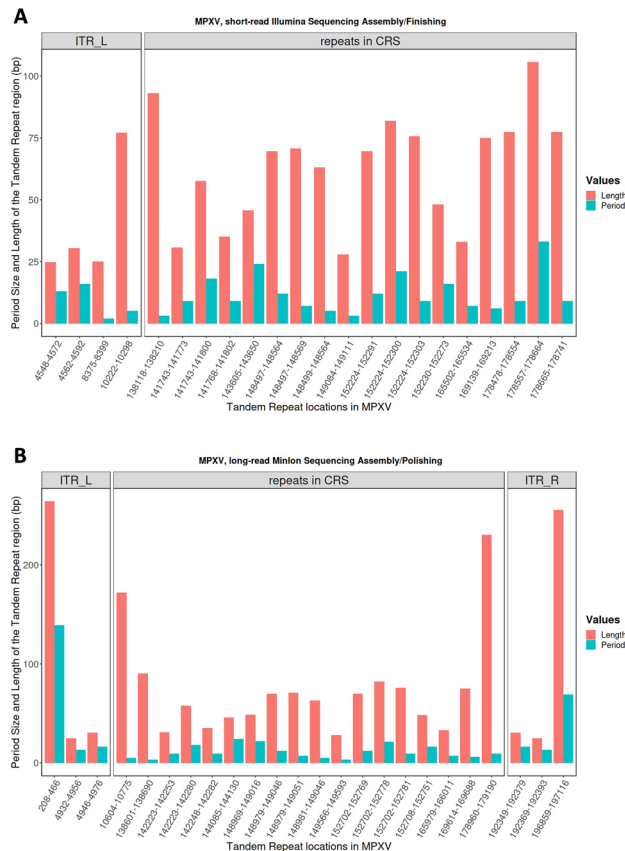 A
MPXV, short-read Illumina Sequencing Assembly/Finishing
ITR_L
repeats in CRS
Period Size and Length of the Tandem Repeat region (bp)
100
75
50
25
0
4548-4572
4562-4592
8375-8399
10222-10298
138118-138210
141743-141773
141743-141800
141768-141802
143605-143650
148497-148564
148497-148569
148499-148564
149084-149111
152224-152291
152224-152300
152224-152303
152230-152273
165502-165534
169139-169213
178478-178554
178557-178664
178665-178741
Tandem Repeat locations in MPXV
Values
Length
Period
B
MPXV, long-read MinIon Sequencing Assembly/Polishing
ITR_L
repeats in CRS
ITR_R
Period Size and Length of the Tandem Repeat region (bp)
200
100
0
208-466
4932-4956
4946-4976
10604-10775
138601-138690
142223-142253
142223-142280
142248-142282
144085-144130
148969-149016
148979-149046
148979-149051
148981-149046
149566-149593
152702-152769
152702-152778
152702-152781
152708-152751
165979-166011
169614-169688
178960-179190
192349-192379
192369-192393
196859-197116
Tandem Repeat locations in MPXV
Values
Length
Period